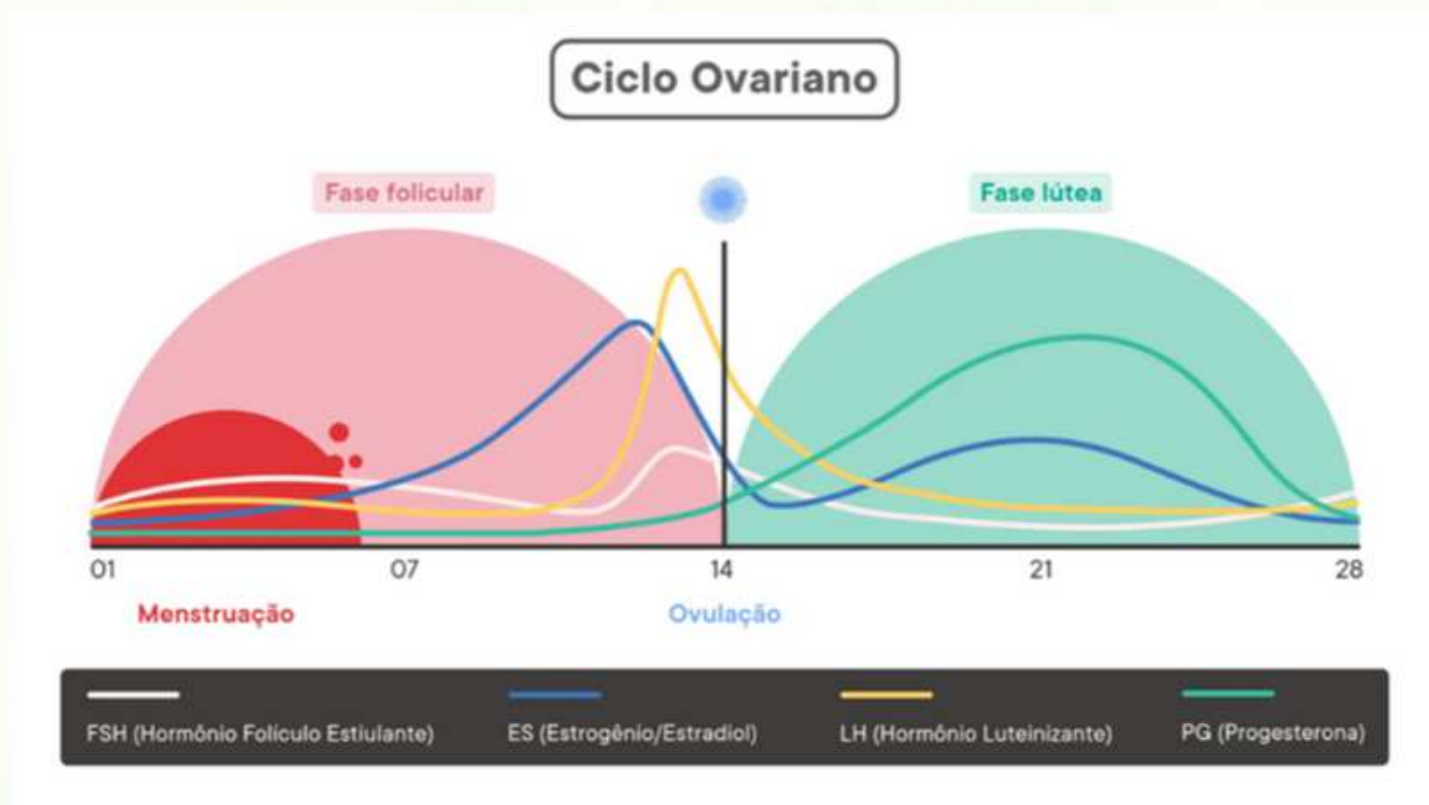 Ciclo Ovariano
Fase folicular
Fase lútea
01
07
14
21
28
Menstruação
Ovulação
FSH (Hormônio Folículo Estiulante)
ES (Estrogênio/Estradiol)
LH (Hormônio Luteinizante)
PG (Progesterona)